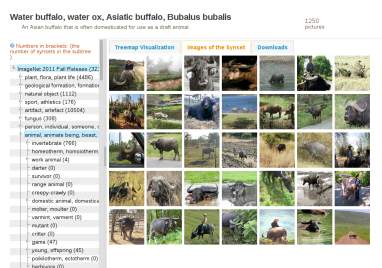 Water buffalo, water ox, Asiatic buffalo, Bubalus bubalis
An Asian buffalo that is often domesticated for use as a draft animal
1250
pictures
Numbers in brackets: (the
number of synsets in the subtree
)
Treemap Visualization
Images of the Synset
Downloads
ImageNet 2011 Fall Release (32
plant, flora, plant life (4486)
geological formation, formation
natural object (1112)
sport, athletics (176)
artifact, artefact (10504)
fungus (308)
person, individual, someone,
animal, animate being, beast,
invertebrate (766)
homeotherm, homoiotherm,
work animal (4)
darter (0)
survivor (0)
range animal (0)
creepy-crawly (0)
domestic animal, domestica
molter, moulter (0)
varmint, varment (0)
mutant (0)
critter (0)
game (47)
young, offspring (45)
poikilotherm, ectotherm (0)
herbivore (0)